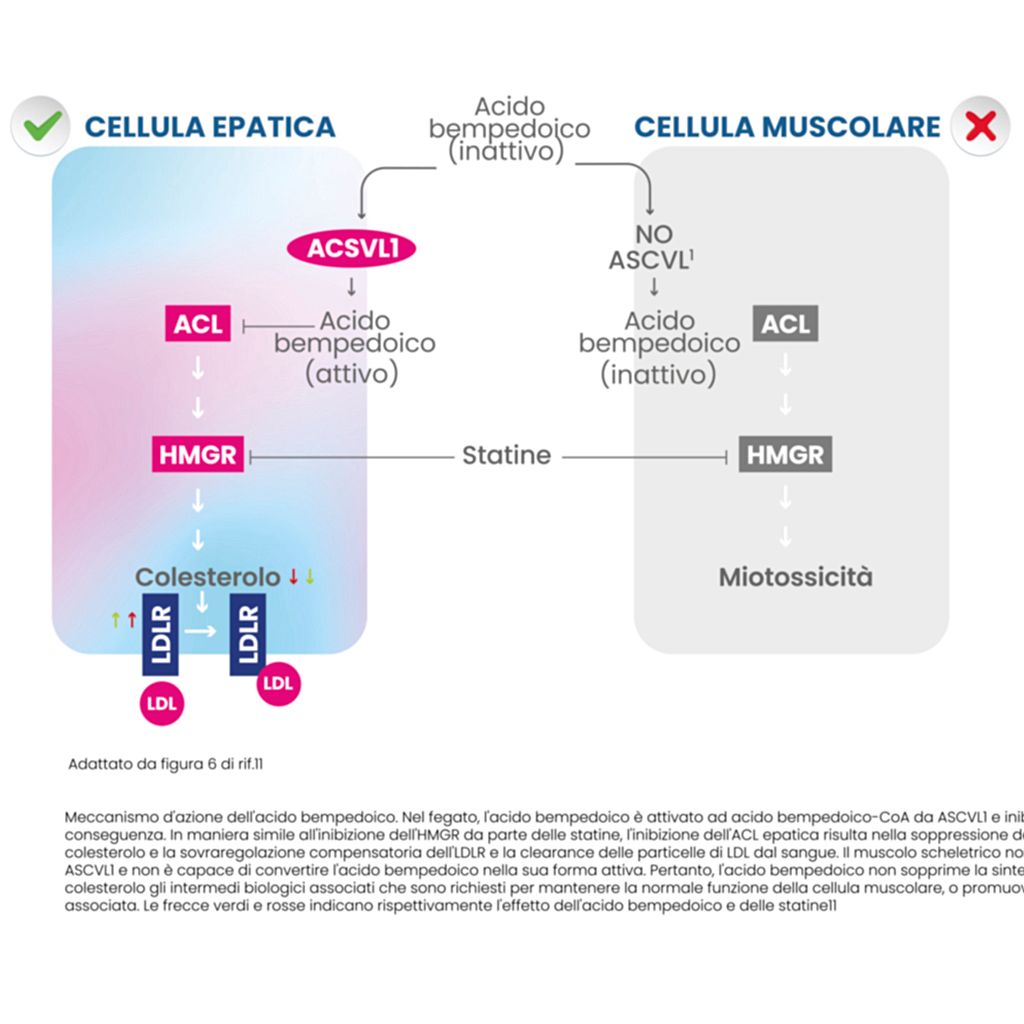 CELLULA EPATICA
Acido
bempedoico
(inattivo)
CELLULA MUSCOLARE
ACSVL1
NO
ASCVL¹
ACL
Acido
bempedoico
(attivo)
Acido
bempedoico
(inattivo)
ACL
HMGR
Statine
HMGR
Colesterolo
Miotossicità
LDLR
LDLR
LDL
LDL
Adattato da figura 6 di rif.11
Meccanismo d'azione dell'acido bempedoico. Nel fegato, l'acido bempedoico è attivato ad acido bempedoico-CoA da ASCVL1 e inib
conseguenza. In maniera simile all'inibizione dell'HMGR da parte delle statine, l'inibizione dell'ACL epatica risulta nella soppressione de
colesterolo e la sovraregolazione compensatoria dell'LDLR e la clearance delle particelle di LDL dal sangue. Il muscolo scheletrico no
ASCVL1 e non è capace di convertire l'acido bempedoico nella sua forma attiva. Pertanto, l'acido bempedoico non sopprime la sinte
colesterolo gli intermedi biologici associati che sono richiesti per mantenere la normale funzione della cellula muscolare, o promuov
associata. Le frecce verdi e rosse indicano rispettivamente l'effetto dell'acido bempedoico e delle statine11